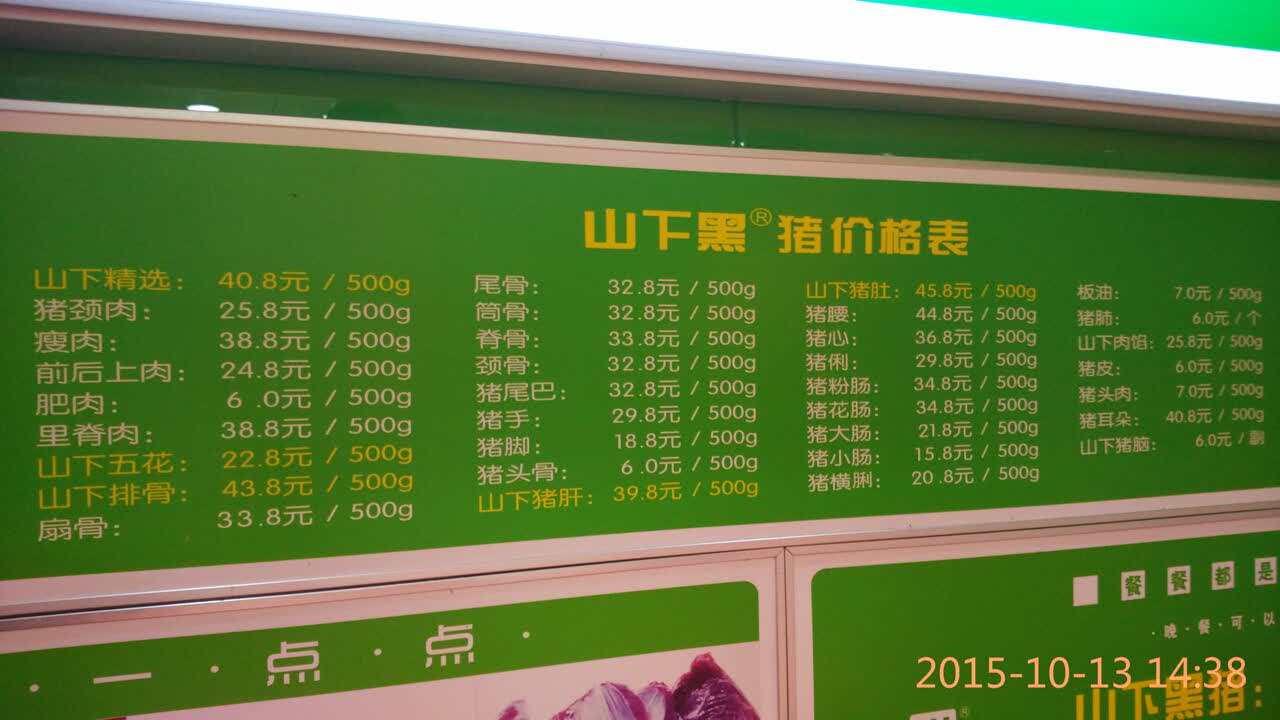 山下黑®猪价格表
山下精选： 40.8元 / 500g
猪颈肉： 25.8元 / 500g
瘦肉： 38.8元 / 500g
前后上肉： 24.8元 / 500g
肥肉： 6 .0元 / 500g
里脊肉： 38.8元 / 500g
山下五花： 22.8元 / 500g
山下排骨： 43.8元 / 500g
扇骨： 33.8元 / 500g
尾骨： 32.8元 / 500g
筒骨： 32.8元 / 500g
脊骨： 33.8元 / 500g
颈骨： 32.8元 / 500g
猪尾巴： 32.8元 / 500g
猪手： 29.8元 / 500g
猪脚： 18.8元 / 500g
猪头骨： 6 .0元 / 500g
山下猪肝： 39.8元 / 500g
山下猪肚： 45.8元 / 500g
猪腰： 44.8元 / 500g
猪心： 36.8元 / 500g
猪脷： 29.8元 / 500g
猪粉肠： 34.8元 / 500g
猪花肠： 34.8元 / 500g
猪大肠： 21.8元 / 500g
猪小肠： 15.8元 / 500g
猪横脷： 20 .8元 / 500g
板油： 7.0元 / 500g
猪肺： 6.0元 / 个
山下肉馅： 25.8元 / 500g
猪皮： 6.0元 / 500g
猪头肉： 7.0元 / 500g
猪耳朵： 40.8元 / 500g
山下猪脑： 6.0元 / 副
·一·点·点·
餐餐都是
·晚·餐·可·以
山下黑猪：
®
2015-10-13 14:38